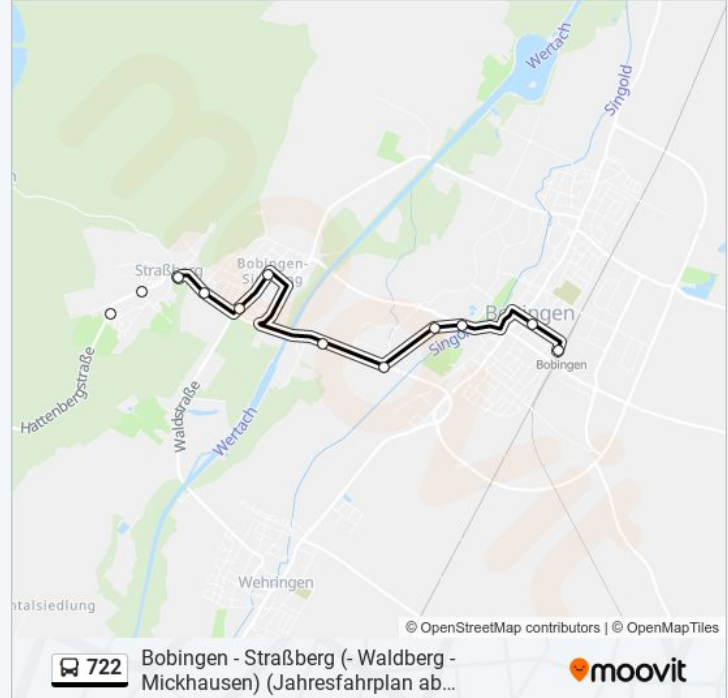 Wertach
Singold
Straßberg
Bobingen-
Siedlung
Bobingen
Singold
Bobingen
Hattenbergstraße
Waldstraße
Wertach
Wehringen
ntalsiedlung
© OpenStreetMap contributors | © OpenMapTiles
722
Bobingen - Straßberg (- Waldberg -
Mickhausen) (Jahresfahrplan ab...
moovit